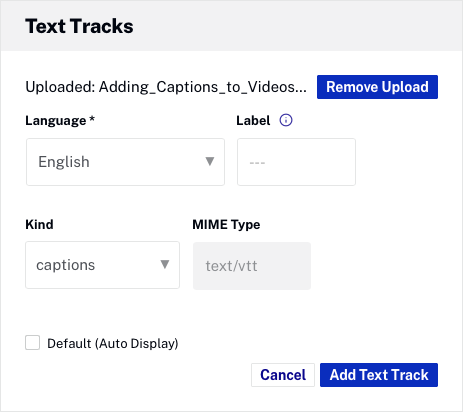 Text Tracks
Uploaded: Adding_Captions_to_Videos... Remove Upload
Language * Label
English ---
Kind MIME Type
captions text/vtt
Default (Auto Display)
Cancel Add Text Track